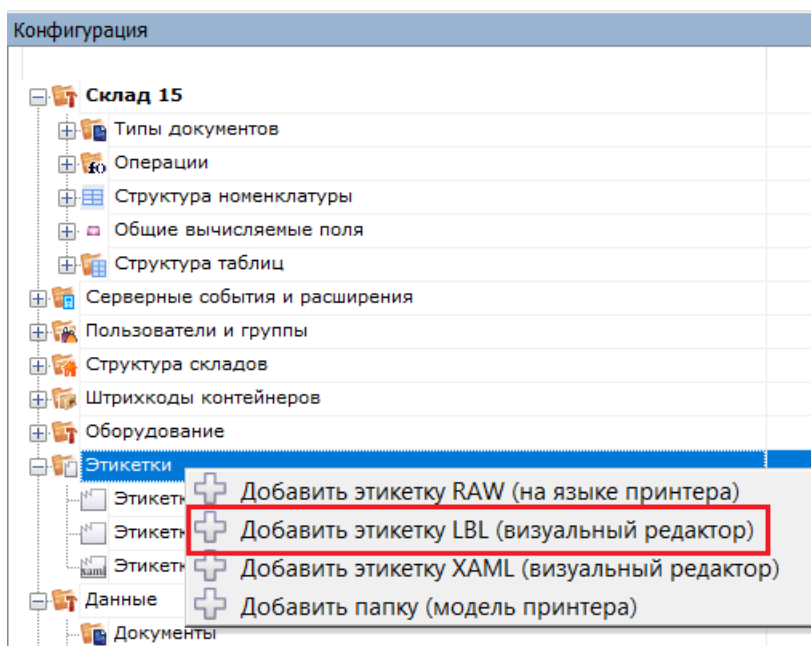 Конфигурация
Склад 15
Типы документов
Операции
Структура номенклатуры
Общие вычисляемые поля
Структура таблиц
Серверные события и расширения
Пользователи и группы
Структура складов
Штрихкоды контейнеров
Оборудование
Этикетки
Добавить этикетку RAW (на языке принтера)
Добавить этикетку LBL (визуальный редактор)
Добавить этикетку XAML (визуальный редактор)
Данные
Добавить папку (модель принтера)
Документы